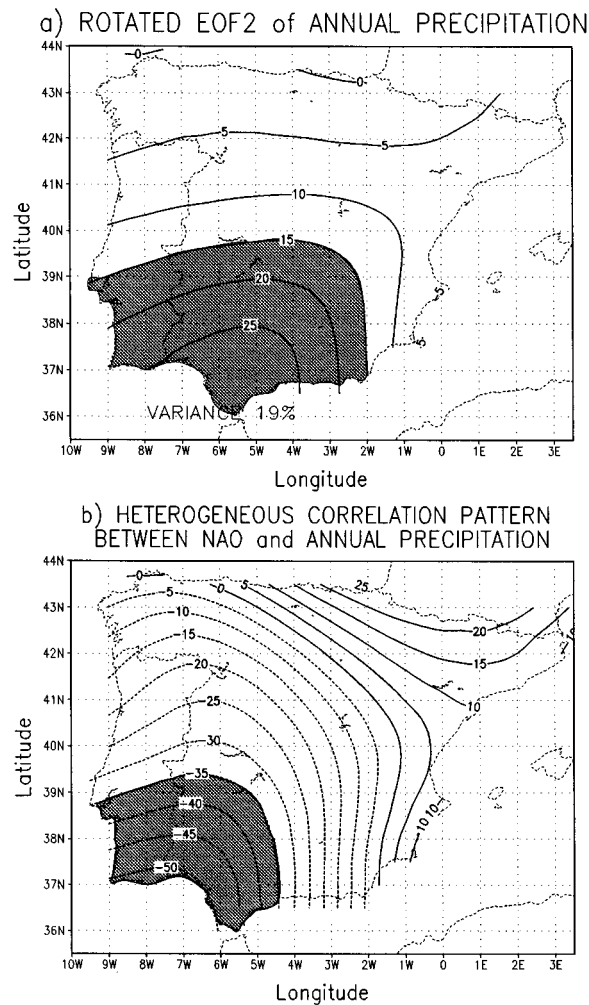 a) ROTATED EOF2 of ANNUAL PRECIPITATION
44N
43N
42N
41N
40N
39N
38N
37N
36N
Latitude
-0
0
5
5
10
15
20
25
5
5
VARIANCE 19%
10W 9W 8W 7W 6W 5W 4W 3W 2W 1W 0 1E 2E 3E
Longitude
b) HETEROGENEOUS CORRELATION PATTERN
BETWEEN NAO and ANNUAL PRECIPITATION
44N
43N
42N
41N
40N
39N
38N
37N
36N
Latitude
-0
-5
-10
-15
-20
-25
-30
-35
-40
-45
-50
0
5
25
20
15
10
10
10
10W 9W 8W 7W 6W 5W 4W 3W 2W 1W 0 1E 2E 3E
Longitude